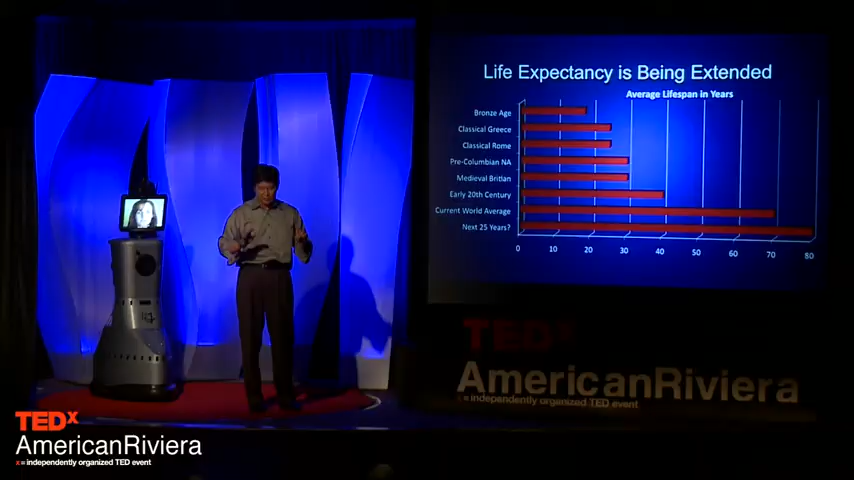 Life Expectancy is Being Extended
Average Lifespan in Years
Bronze Age
Classical Greece
Classical Rome
Pre-Columbian NA
Medieval Britian
Early 20th Century
Current World Average
Next 25 Years?
0 10 20 30 40 50 60 70 80
TEDx
AmericanRiviera
x = independently organized TED event
TEDx
AmericanRiviera
x = independently organized TED event